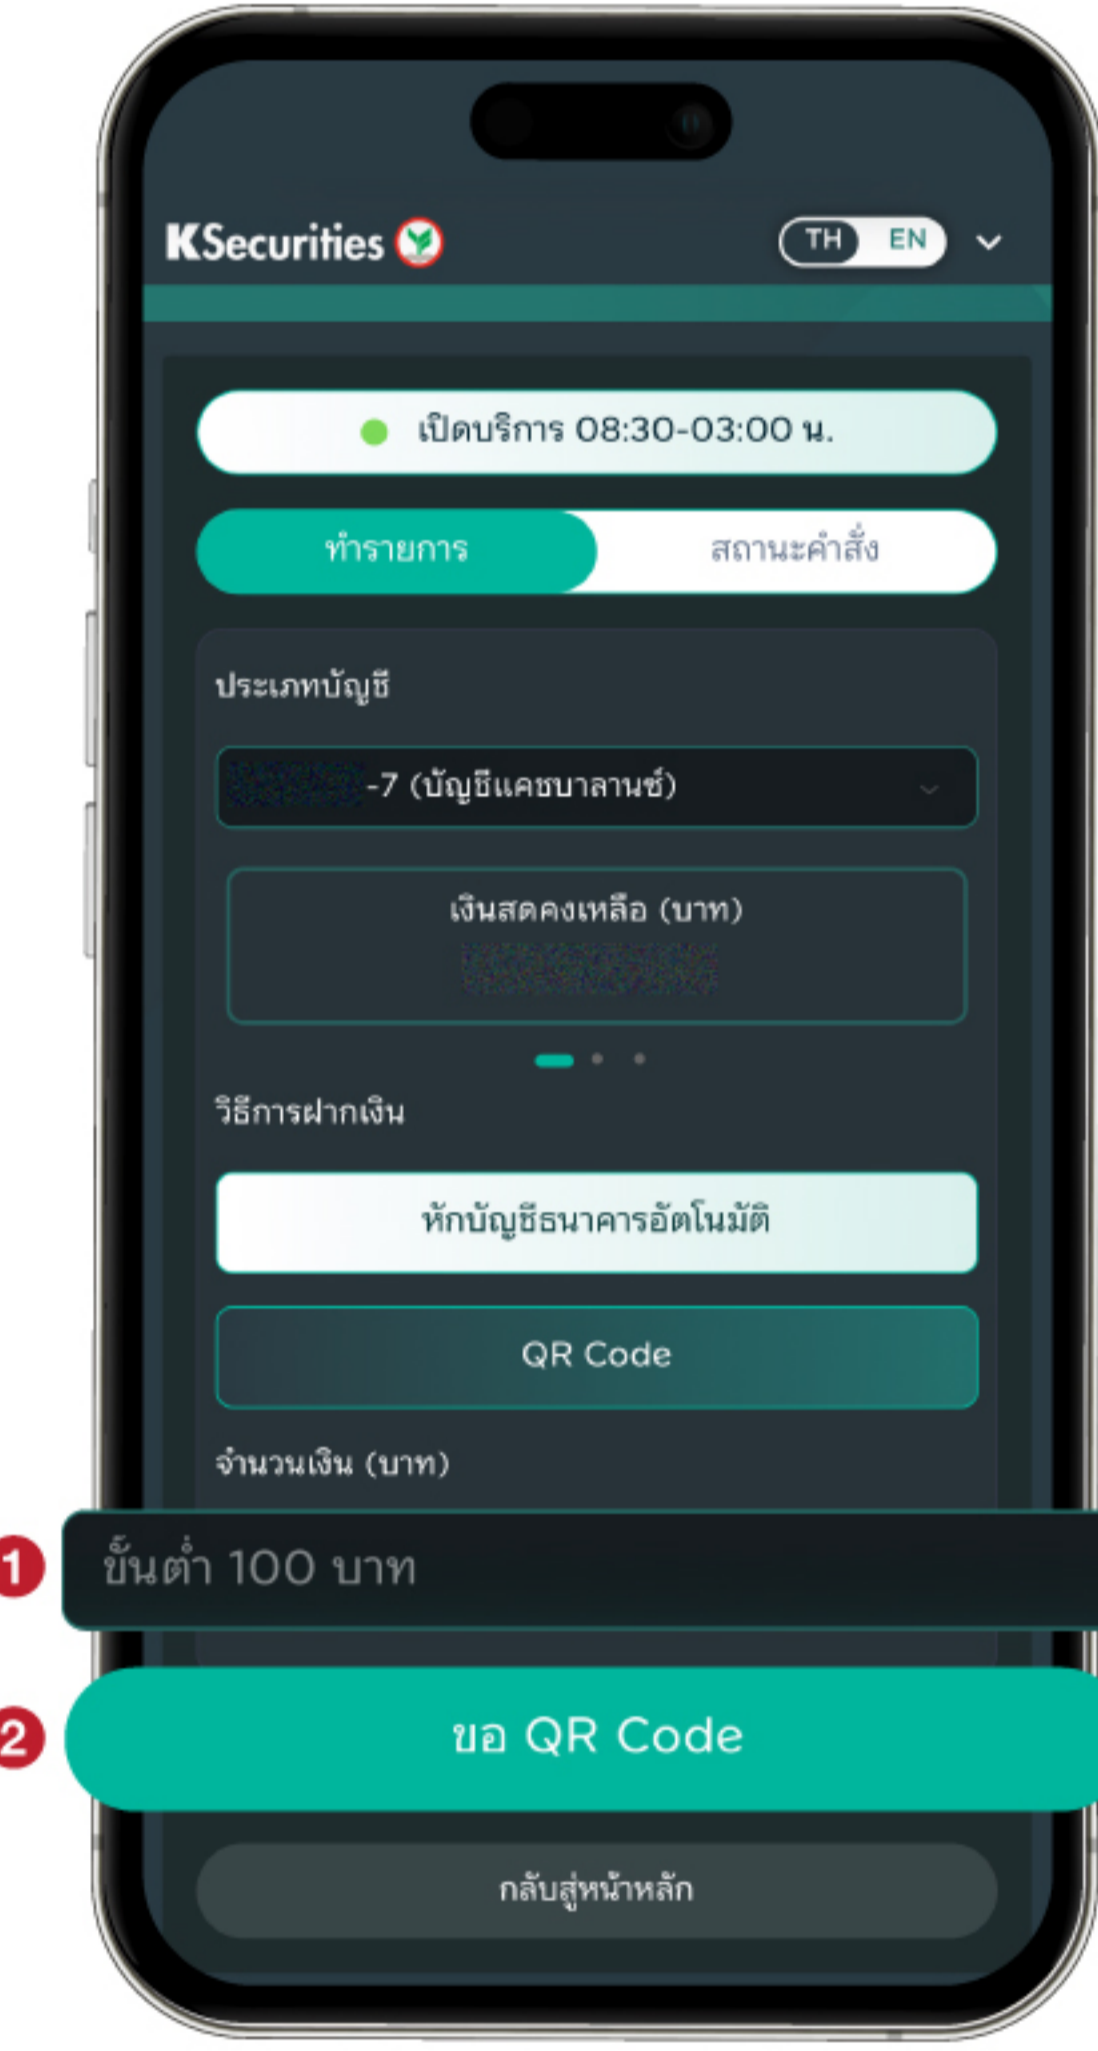 KSecurities
TH EN
เปิดบริการ 08:30-03:00 น.
ทำรายการ สถานะคำสั่ง
ประเภทบัญชี
-7 (บัญชีแคชบาลานซ์)
เงินสดคงเหลือ (บาท)
วิธีการฝากเงิน
หักบัญชีธนาคารอัตโนมัติ
QR Code
จำนวนเงิน (บาท)
1 ขั้นต่ำ 100 บาท
2 ขอ QR Code
กลับสู่หน้าหลัก